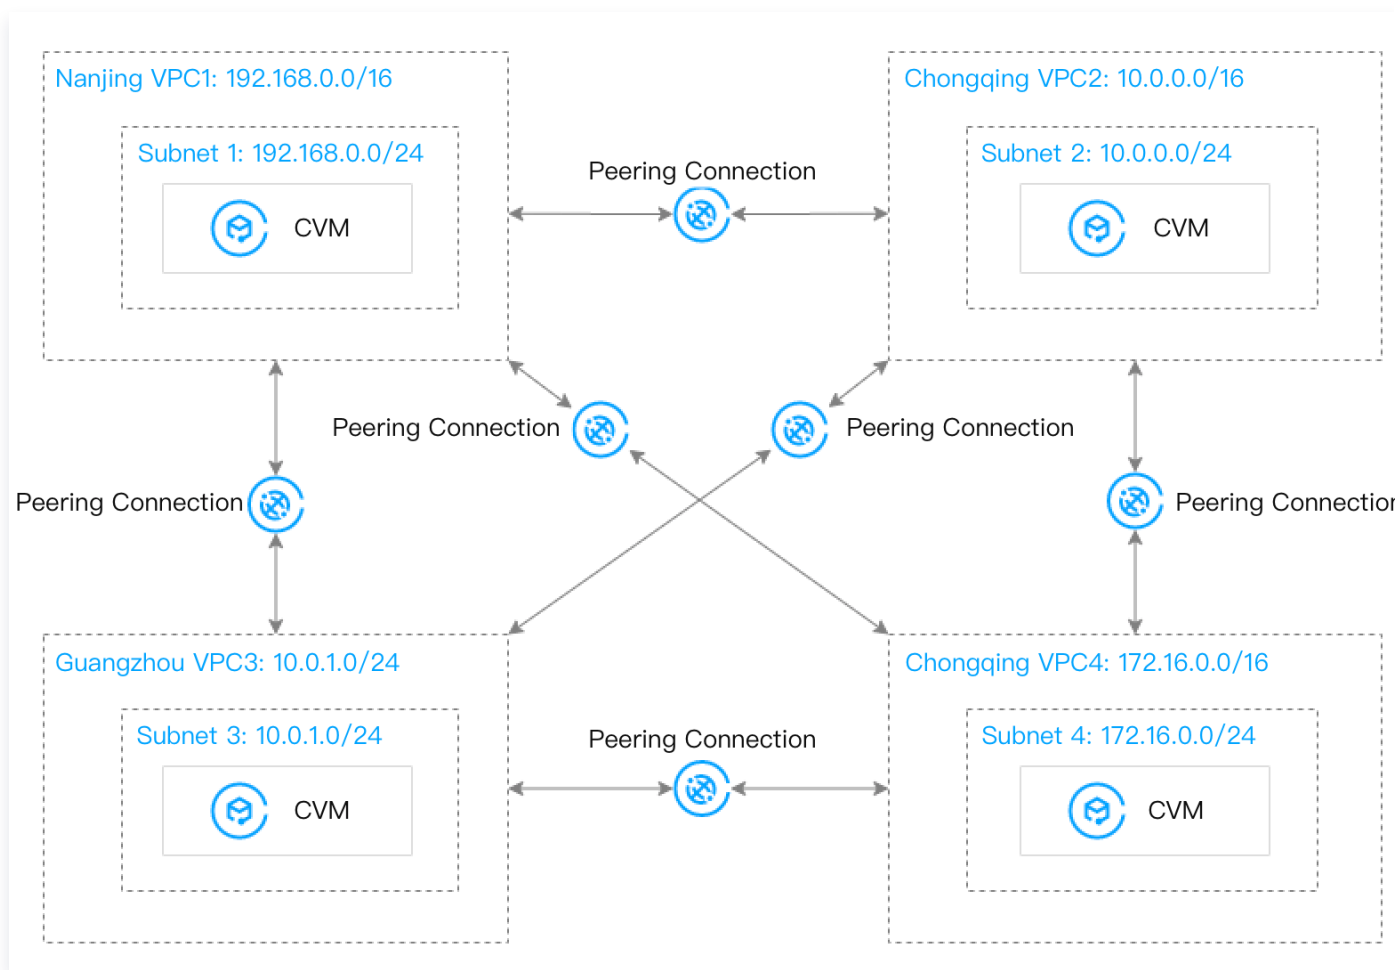 Nanjing VPC1: 192.168.0.0/16
Chongqing VPC2: 10.0.0.0/16
Subnet 1: 192.168.0.0/24
Subnet 2: 10.0.0.0/24
Peering Connection
CVM
CVM
Peering Connection
Peering Connection
Peering Connection
Peering Connection
Guangzhou VPC3: 10.0.1.0/24
Chongqing VPC4: 172.16.0.0/16
Subnet 3: 10.0.1.0/24
Subnet 4: 172.16.0.0/24
Peering Connection
CVM
CVM